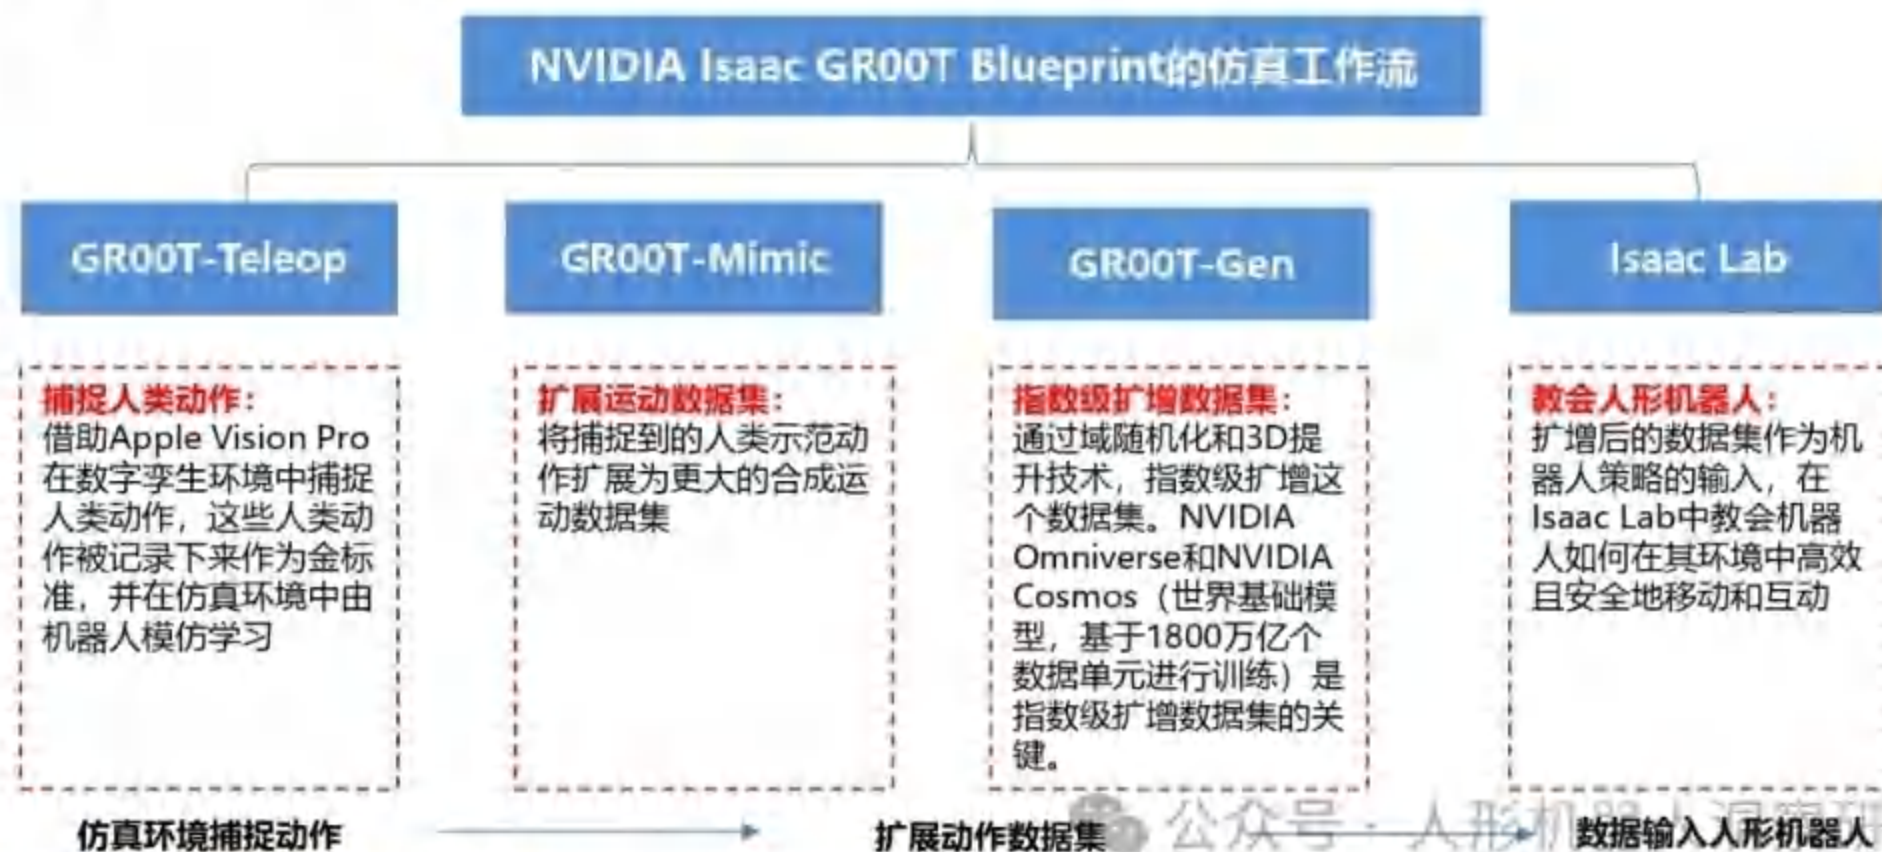 NVIDIA Isaac GR00T Blueprint的仿真工作流
GR00T-Teleop
GR00T-Mimic
GR00T-Gen
Isaac Lab
捕捉人类动作：
借助Apple Vision Pro
在数字孪生环境中捕捉
人类动作，这些人类动
作被记录下来作为金标
准，并在仿真环境中由
机器人模仿学习
扩展运动数据集：
将捕捉到的人类示范动
作扩展为更大的合成运
动数据集
指数级扩增数据集：
通过域随机化和3D提
升技术，指数级扩增这
个数据集。NVIDIA
Omniverse和NVIDIA
Cosmos（世界基础模
型，基于1800万亿个
数据单元进行训练）是
指数级扩增数据集的关
键。
教会人形机器人：
扩增后的数据集作为机
器人策略的输入，在
Isaac Lab中教会机器
人如何在其环境中高效
且安全地移动和互动
仿真环境捕捉动作
扩展动作数据集
数据输入人形机器人
公众号·人形机器人洞察研